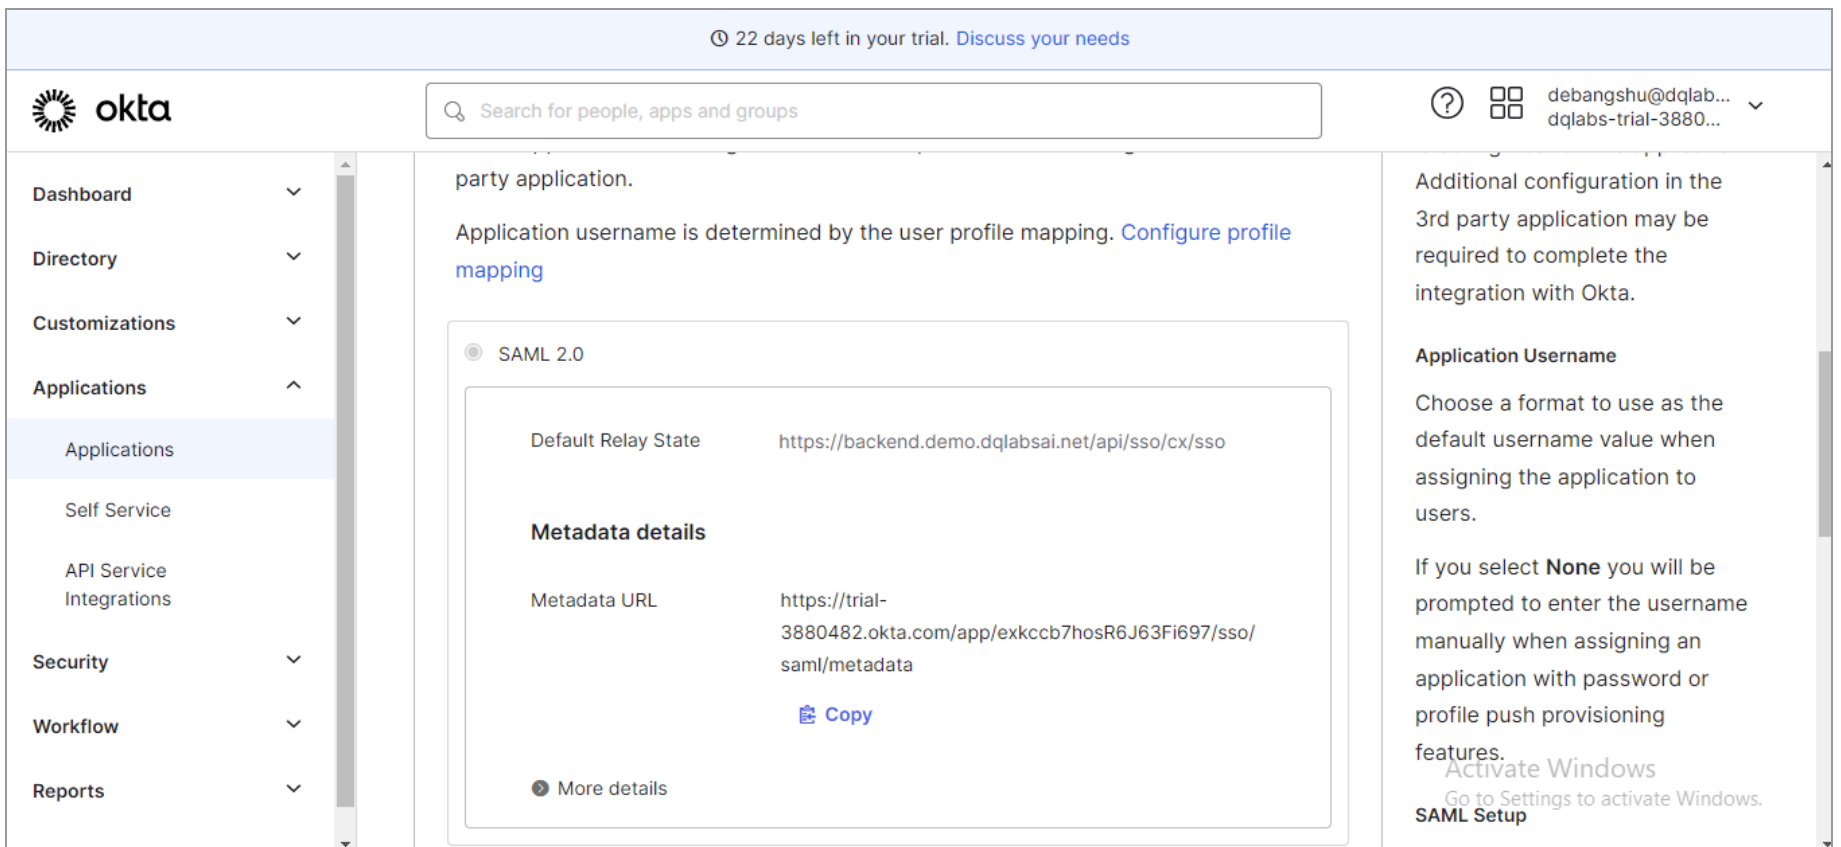 22 days left in your trial. Discuss your needs
okta
Search for people, apps and groups
debangshu@dqlab...
dqlabs-trial-3880...
Dashboard
Directory
Customizations
Applications
Applications
Self Service
API Service
Integrations
Security
Workflow
Reports
party application.
Application username is determined by the user profile mapping. Configure profile
mapping
SAML 2.0
Default Relay State https://backend.demo.dqlabsai.net/api/sso/cx/sso
Metadata details
Metadata URL https://trial-
3880482.okta.com/app/exkccb7hosR6J63Fi697/sso/
saml/metadata
Copy
More details
Additional configuration in the
3rd party application may be
required to complete the
integration with Okta.
Application Username
Choose a format to use as the
default username value when
assigning the application to
users.
If you select None you will be
prompted to enter the username
manually when assigning an
application with password or
profile push provisioning
features.
Activate Windows
Go to Settings to activate Windows.
SAML Setup